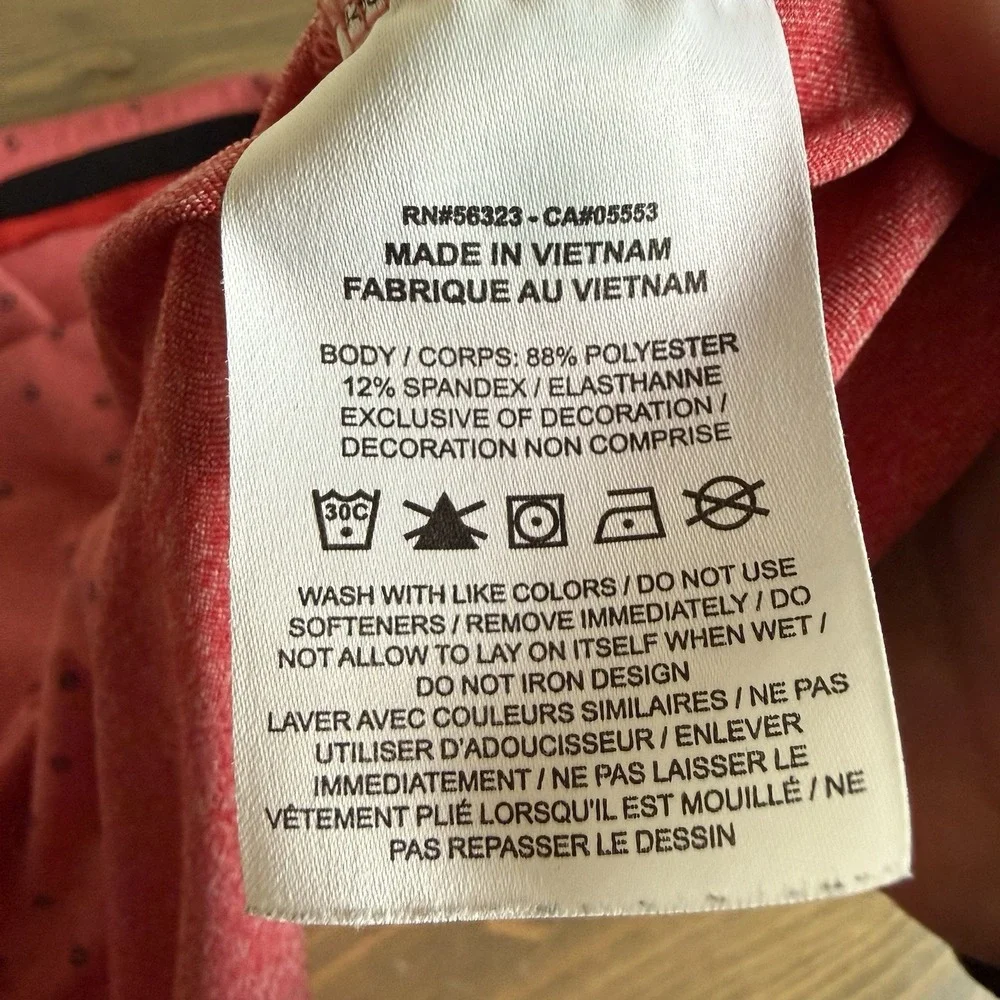 RN#56323 - CA#05553
MADE IN VIETNAM
FABRIQUE AU VIETNAM
BODY / CORPS: 88% POLYESTER
12% SPANDEX / ELASTHANNE
EXCLUSIVE OF DECORATION /
DECORATION NON COMPRISE
30C
WASH WITH LIKE COLORS / DO NOT USE
SOFTENERS / REMOVE IMMEDIATELY / DO
NOT ALLOW TO LAY ON ITSELF WHEN WET /
DO NOT IRON DESIGN
LAVER AVEC COULEURS SIMILAIRES / NE PAS
UTILISER D'ADOUCISSEUR / ENLEVER
IMMEDIATEMENT / NE PAS LAISSER LE
VÊTEMENT PLIÉ LORSQU'IL EST MOUILLÉ / NE
PAS REPASSER LE DESSIN